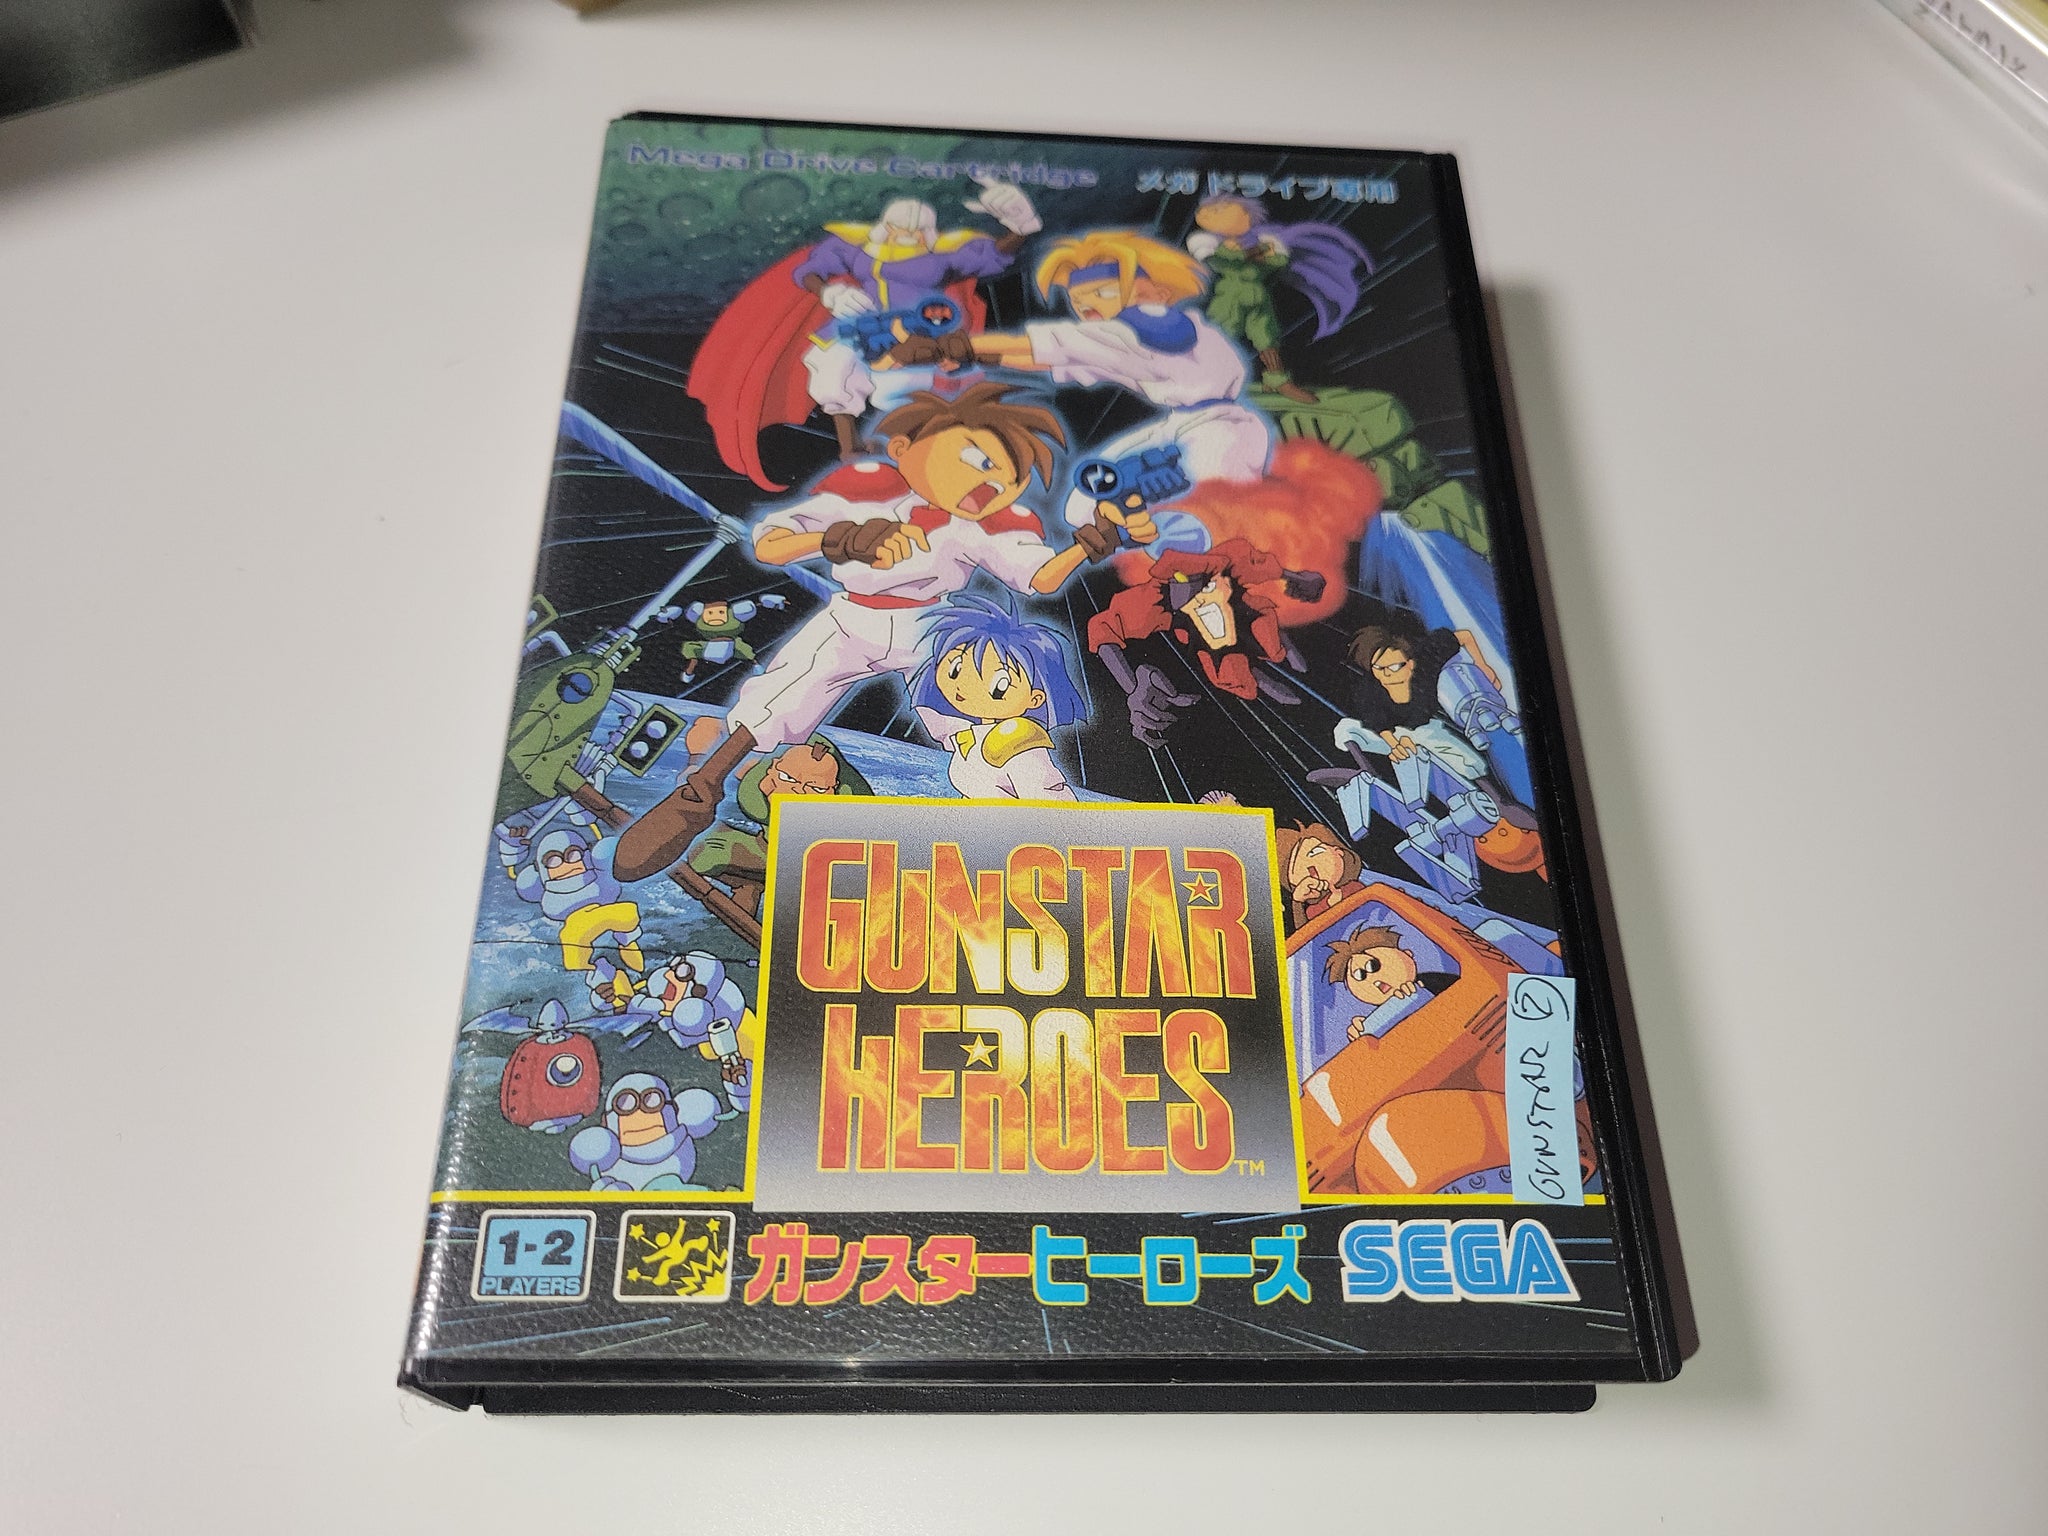 Mega Drive Cartridge
メガドライブ専用
GUNSTAR
HEROES
TM
GUNSTAR ②
1-2
PLAYERS
ガンスターヒーローズ
SEGA